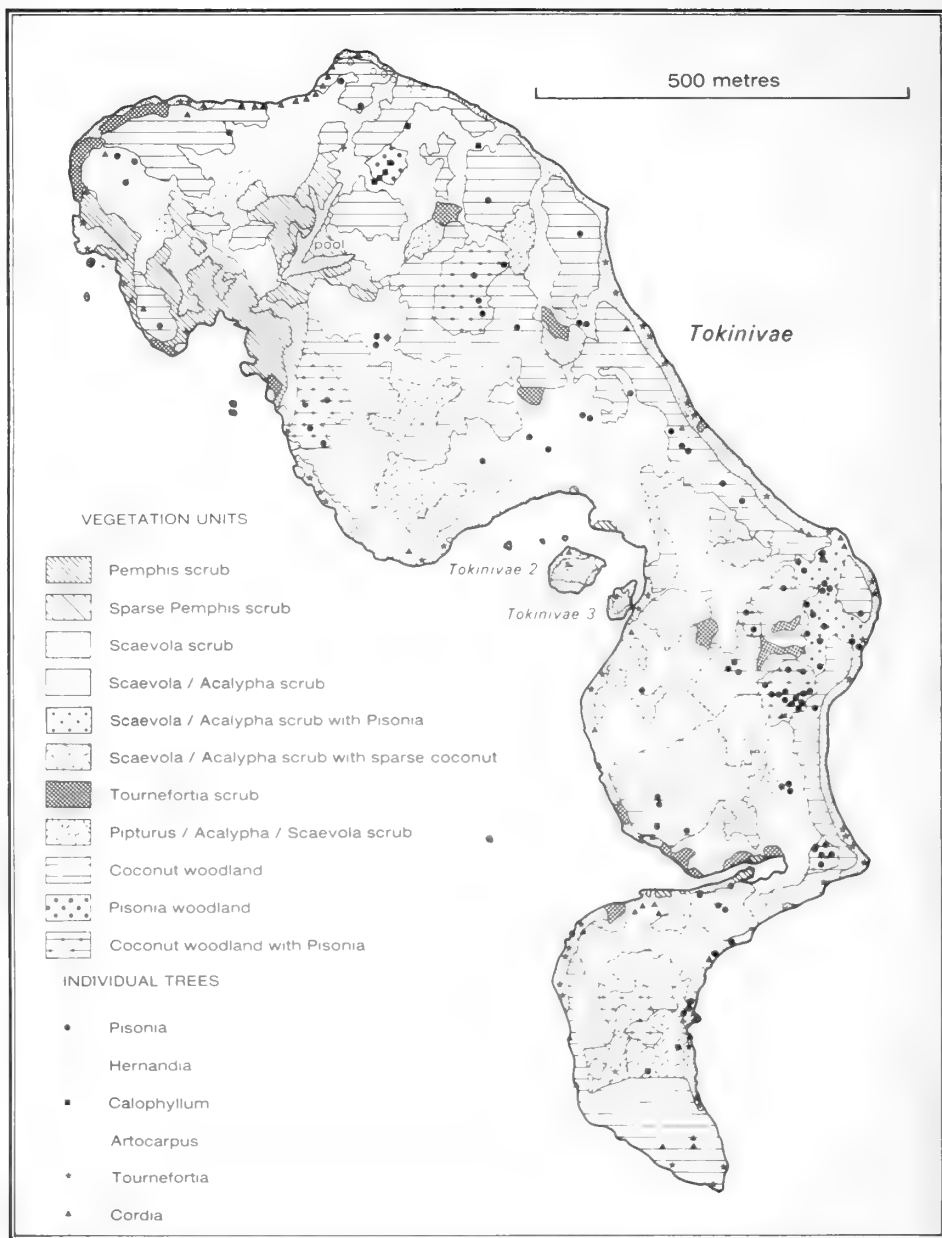 500 metres
pool
Tokinivae
Tokinivae 2
Tokinivae 3
VEGETATION UNITS
Pemphis scrub
Sparse Pemphis scrub
Scaevola scrub
Scaevola / Acalypha scrub
Scaevola / Acalypha scrub with Pisonia
Scaevola / Acalypha scrub with sparse coconut
Tournefortia scrub
Pipturus / Acalypha / Scaevola scrub
Coconut woodland
Pisonia woodland
Coconut woodland with Pisonia
INDIVIDUAL TREES
Pisonia
Hernandia
Calophyllum
Artocarpus
Tournefortia
Cordia